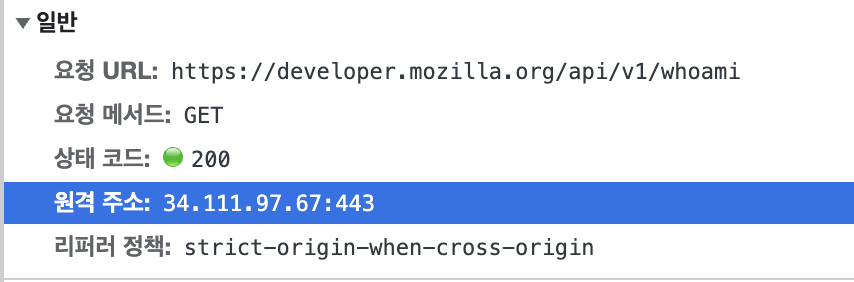 일반
요청 URL: https://developer.mozilla.org/api/v1/whoami
요청 메서드: GET
상태 코드: 200
원격 주소: 34.111.97.67:443
리퍼러 정책: strict-origin-when-cross-origin